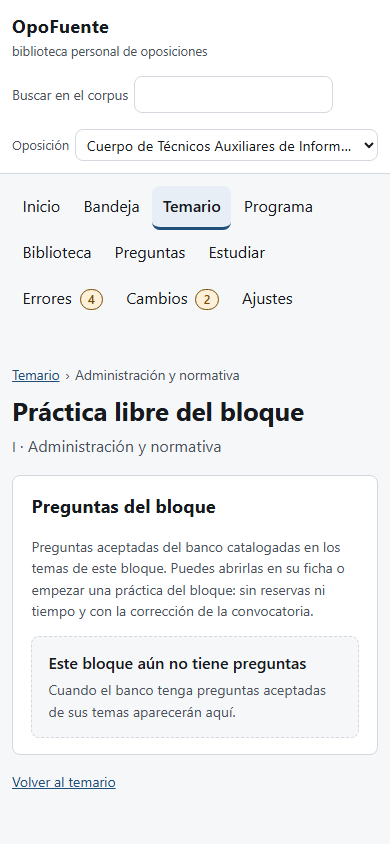 OpoFuente
biblioteca personal de oposiciones
Buscar en el corpus
Oposición Cuerpo de Técnicos Auxiliares de Inform...
Inicio Bandeja Temario Programa
Biblioteca Preguntas Estudiar
Errores 4 Cambios 2 Ajustes
Temario › Administración y normativa
Práctica libre del bloque
I · Administración y normativa
Preguntas del bloque
Preguntas aceptadas del banco catalogadas en los
temas de este bloque. Puedes abrirlas en su ficha o
empezar una práctica del bloque: sin reservas ni
tiempo y con la corrección de la convocatoria.
Este bloque aún no tiene preguntas
Cuando el banco tenga preguntas aceptadas
de sus temas aparecerán aquí.
Volver al temario